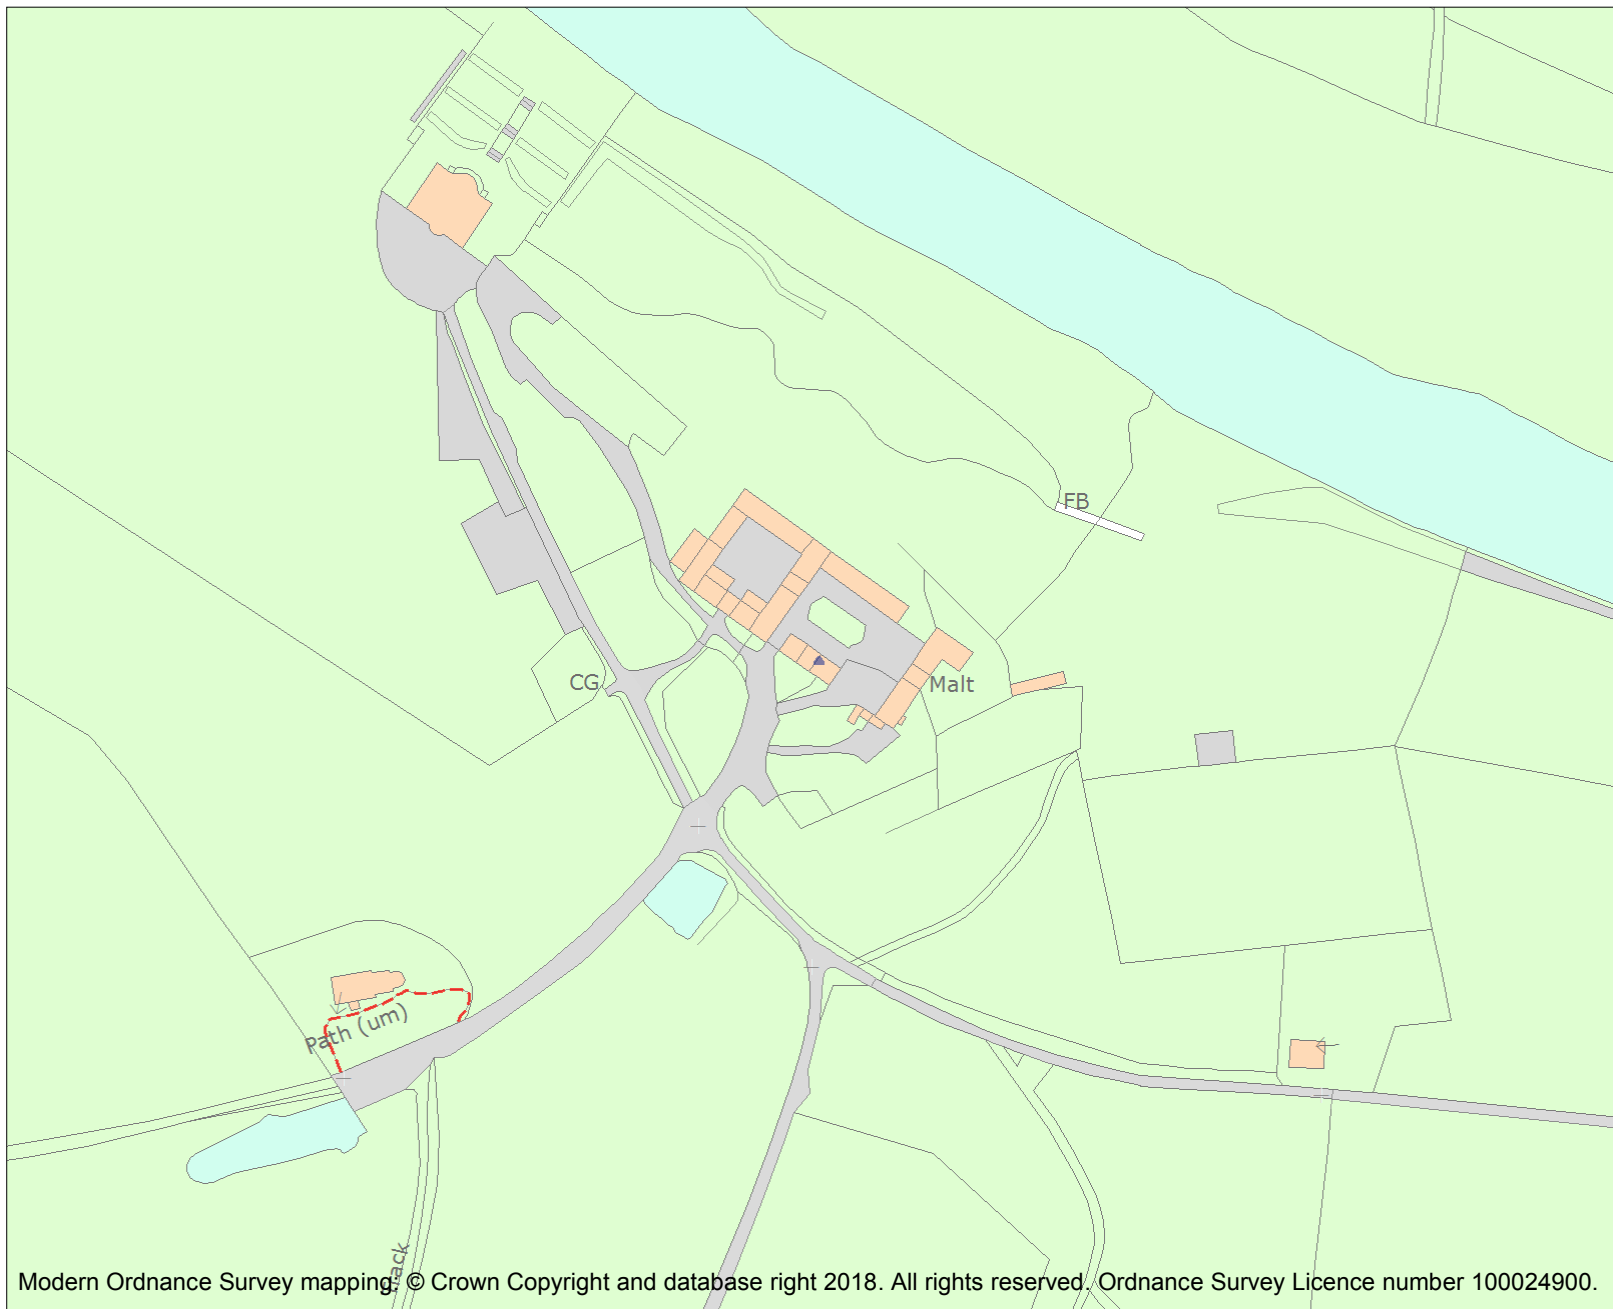 FB
CG
Malt
Path (um)
Modern Ordnance Survey mapping: © Crown Copyright and database right 2018. All rights reserved. Ordnance Survey Licence number 100024900.